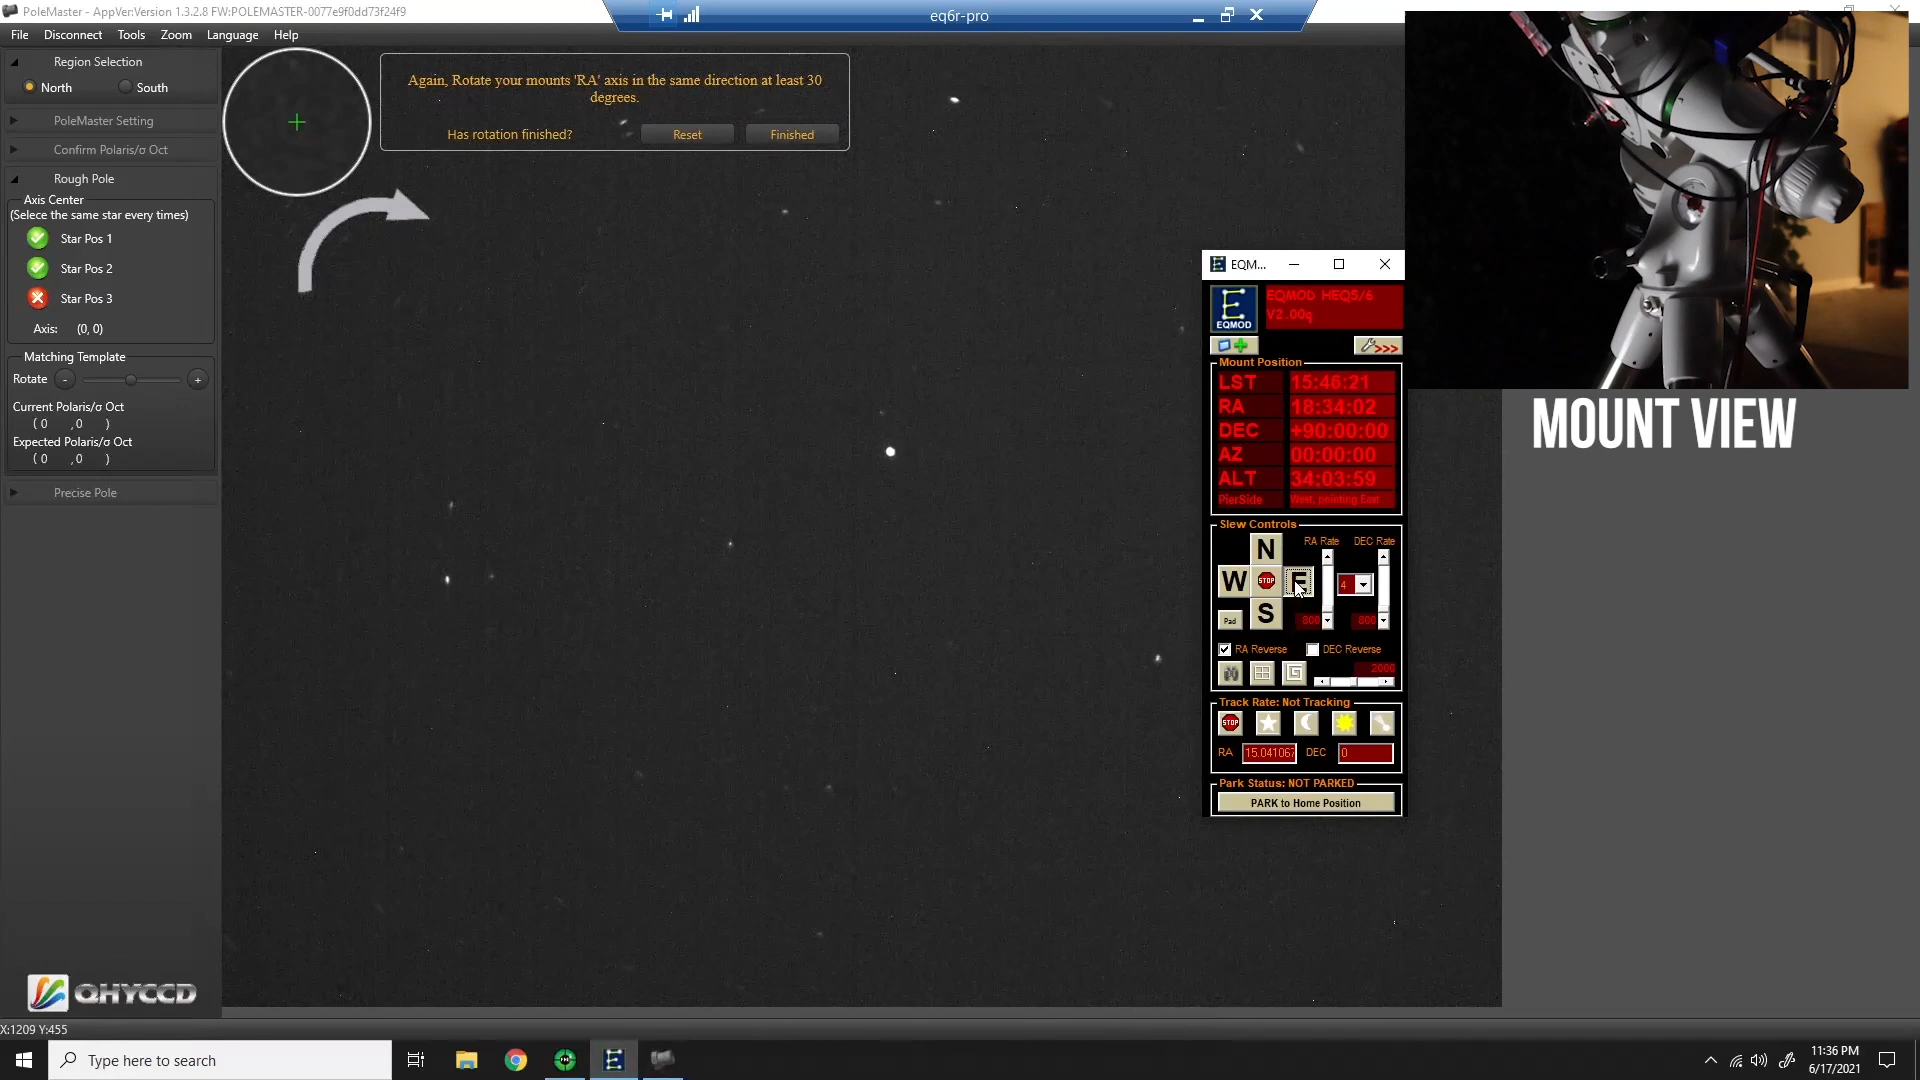 PoleMaster - AppVer:Version 1.3.2.8 FW:POLEMASTER-0077e9f0dd73f24f9
eq6r-pro
File Disconnect Tools Zoom Language Help
Region Selection
North South
PoleMaster Setting
Confirm Polaris/σ Oct
Rough Pole
Axis Center
(Selece the same star every times)
Star Pos 1
Star Pos 2
Star Pos 3
Axis: (0, 0)
Matching Template
Rotate - +
Current Polaris/σ Oct
( 0 ,0 )
Expected Polaris/σ Oct
( 0 ,0 )
Precise Pole
QHYCCD
X:1209 Y:455
Again, Rotate your mounts 'RA' axis in the same direction at least 30
degrees.
Has rotation finished? Reset Finished
EQM...
EQMOD
EQMOD HEQ5/6
V2.00q
>>>
Mount Position
LST 15:46:21
RA 18:34:02
DEC +90:00:00
AZ 00:00:00
ALT 34:03:59
PierSide West, pointing East
Slew Controls
RA Rate DEC Rate
N
W STOP E
4
S
Pad
800 800
RA Reverse DEC Reverse
2000
Track Rate: Not Tracking
STOP
RA 15.041067 DEC 0
Park Status: NOT PARKED
PARK to Home Position
MOUNT VIEW
Type here to search
11:36 PM
6/17/2021